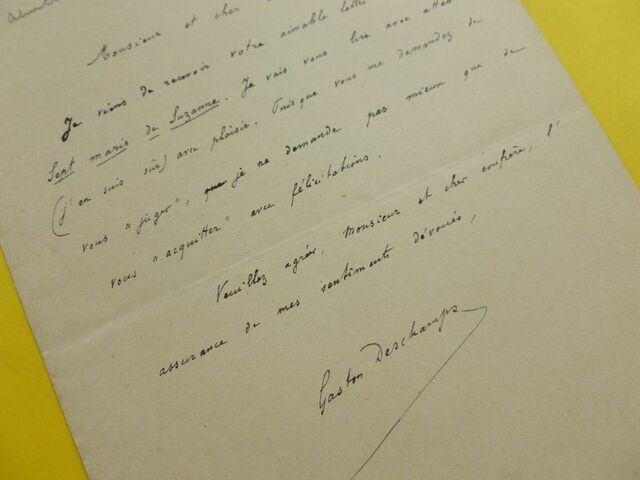 Monsieur et cher
Je viens de recevoir votre aimable lettre
Sept maris de Suzanne. Je vais vous lire avec atten
(j'en suis sûr) avec plaisir. Puisque vous me demandez de
vous "juger", que je ne demande pas mieux que de
vous "acquitter" avec félicitations.
Veuillez agréer, Monsieur et cher confrère, l'
assurance de mes sentiments dévoués,
Gaston Deschamps